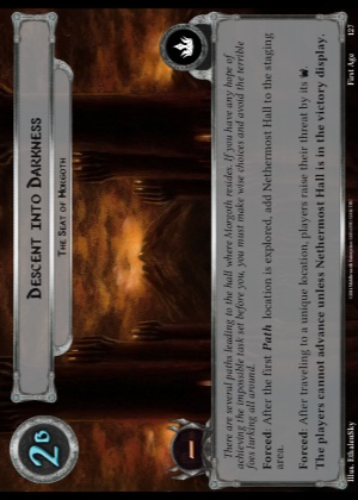 2B
DESCENT INTO DARKNESS
THE SEAT OF MORGOTH
–
There are several paths leading to the hall where Morgoth resides. If you have any hope of
achieving the impossible task set before you, you must make wise choices and avoid the terrible
foes lurking all around.
Forced: After the first Path location is explored, add Nethermost Hall to the staging
area.
Forced: After traveling to a unique location, players raise their threat by its
The players cannot advance unless Nethermost Hall is in the victory display.
Illus. EthalenSky
First Age
127